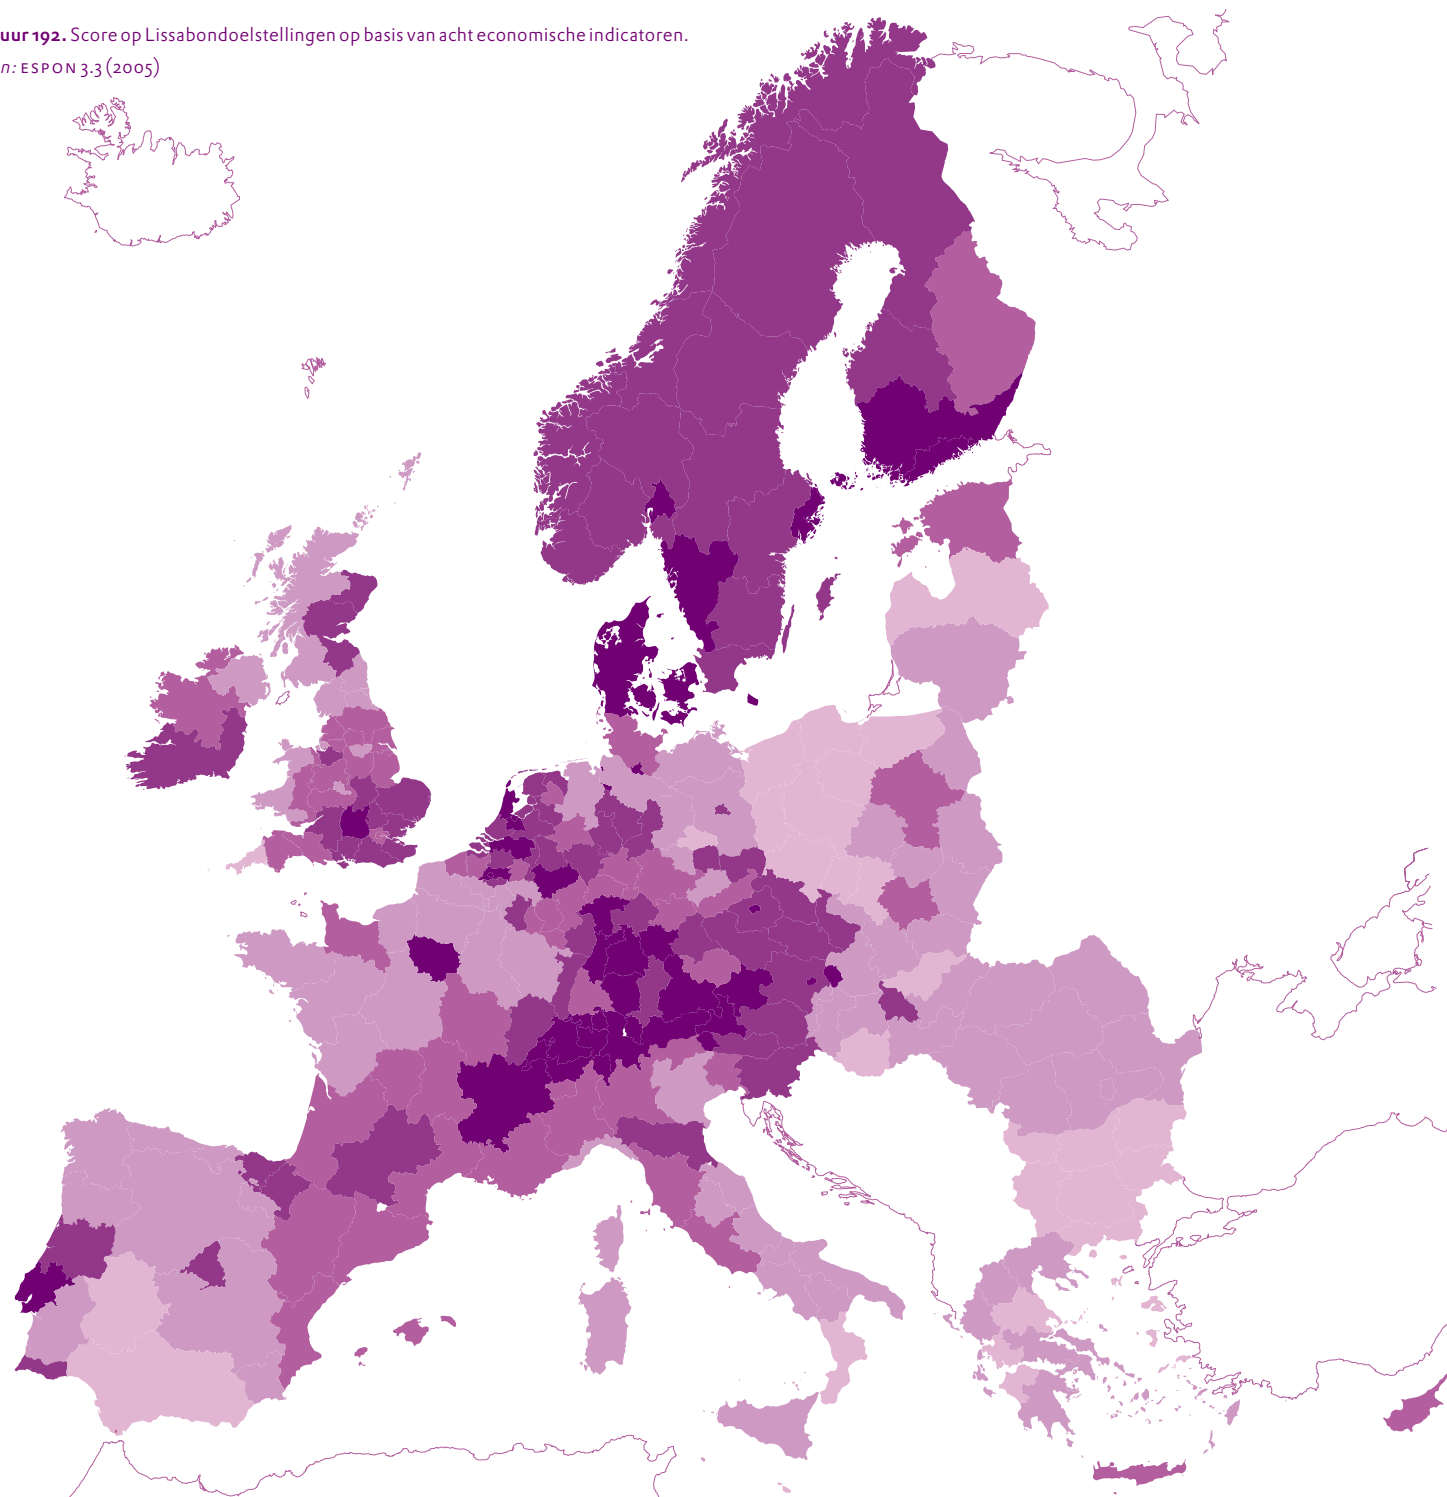 uur 192. Score op Lissabondoelstellingen op basis van acht economische indicatoren.
n: ESPON 3.3 (2005)